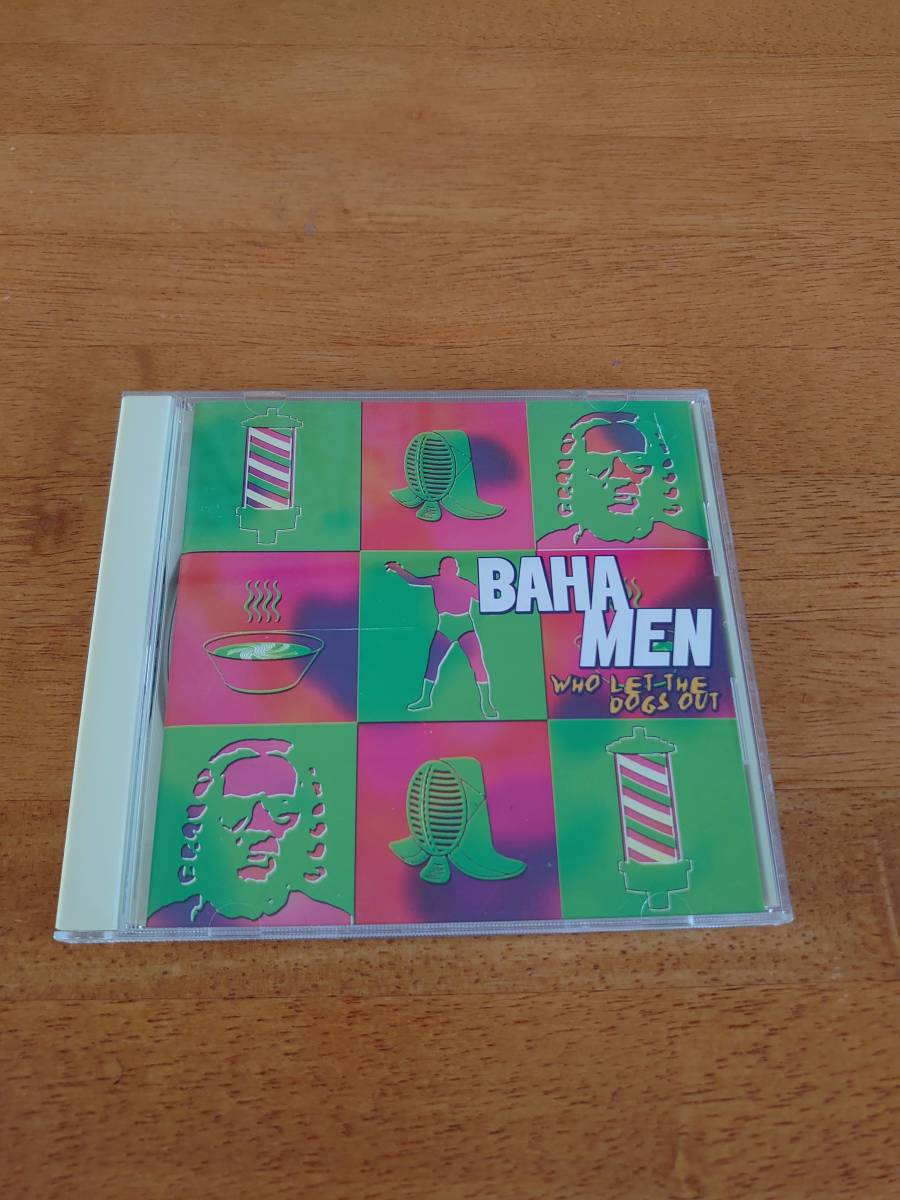 BAHA
MEN
WHO LET THE
DOGS OUT